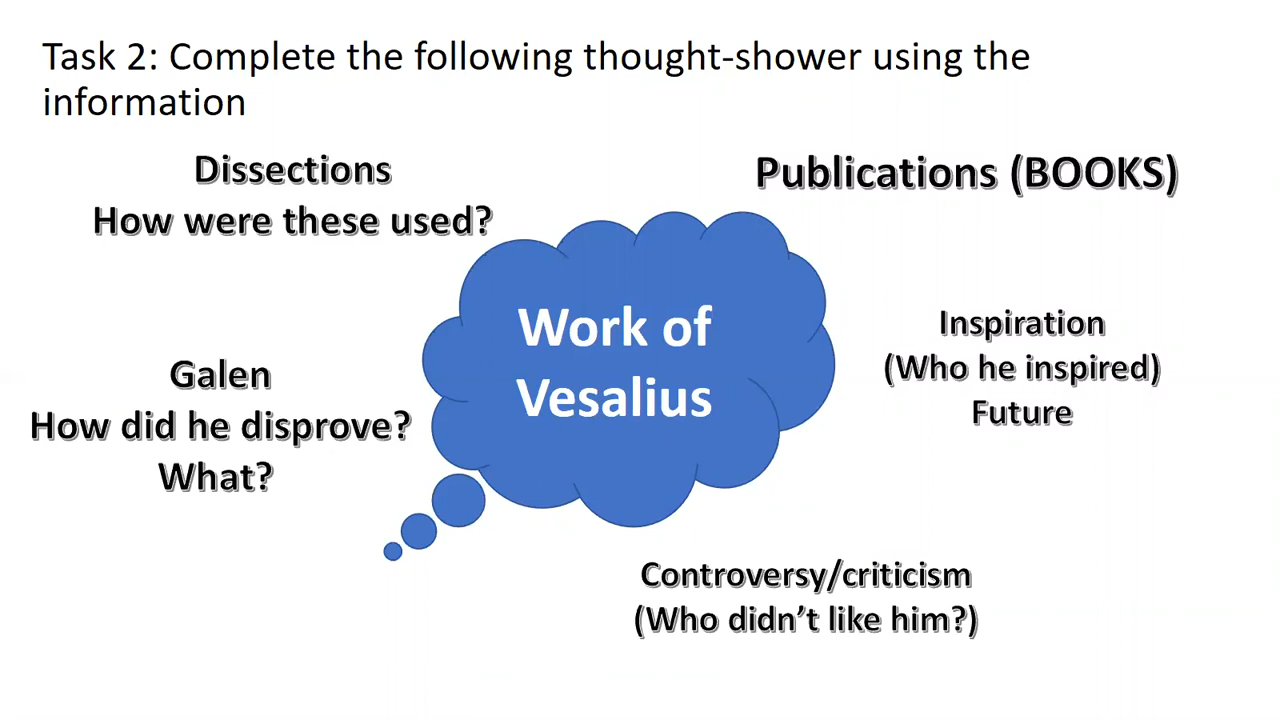 Task 2: Complete the following thought-shower using the
information
Dissections
How were these used?
Publications (BOOKS)
Work of
Vesalius
Inspiration
(Who he inspired)
Future
Galen
How did he disprove?
What?
Controversy/criticism
(Who didn’t like him?)